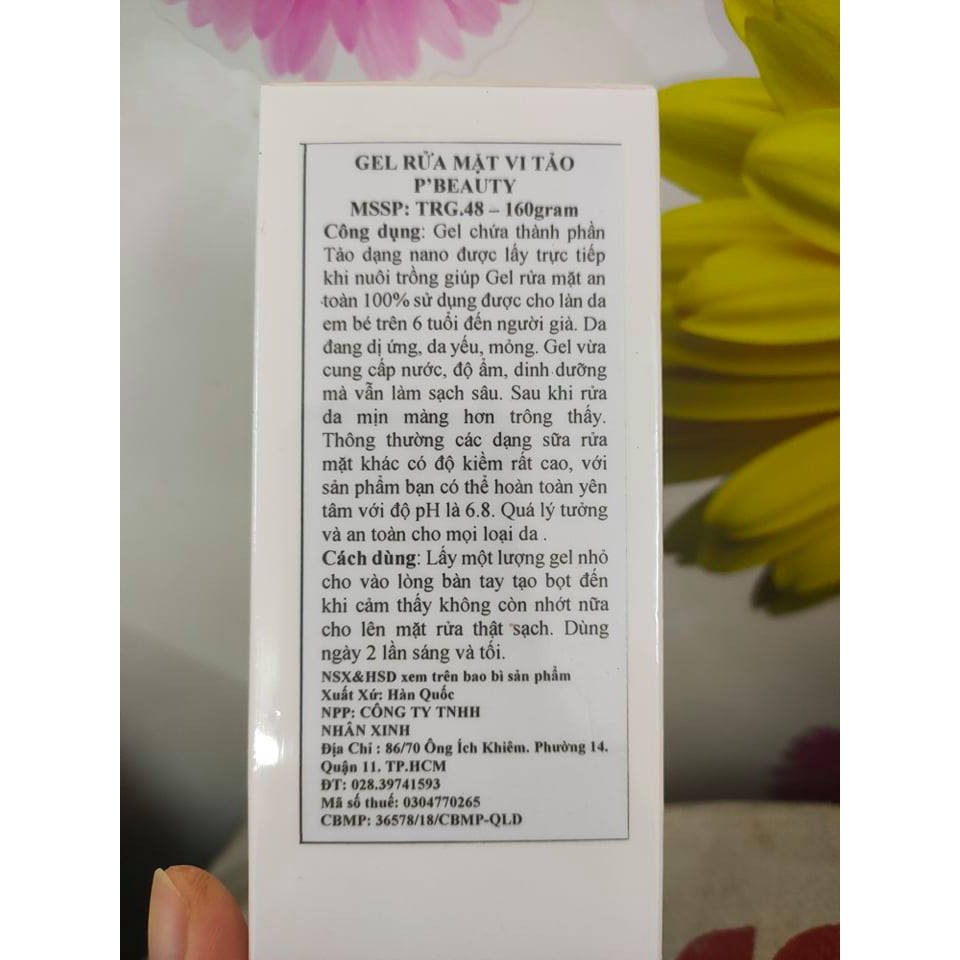 GEL RỬA MẶT VI TẢO
P'BEAUTY
MSSP: TRG.48 – 160gram
Công dụng: Gel chứa thành phần
Tảo dạng nano được lấy trực tiếp
khi nuôi trồng giúp Gel rửa mặt an
toàn 100% sử dụng được cho làn da
em bé trên 6 tuổi đến người già. Da
đang dị ứng, da yếu, mỏng. Gel vừa
cung cấp nước, độ ẩm, dinh dưỡng
mà vẫn làm sạch sâu. Sau khi rửa
da mịn màng hơn trông thấy.
Thông thường các dạng sữa rửa
mặt khác có độ kiềm rất cao, với
sản phẩm bạn có thể hoàn toàn yên
tâm với độ pH là 6.8. Quá lý tưởng
và an toàn cho mọi loại da .
Cách dùng: Lấy một lượng gel nhỏ
cho vào lòng bàn tay tạo bọt đến
khi cảm thấy không còn nhớt nữa
cho lên mặt rửa thật sạch. Dùng
ngày 2 lần sáng và tối.
NSX&HSD xem trên bao bì sản phẩm
Xuất Xứ: Hàn Quốc
NPP: CÔNG TY TNHH
NHÂN XINH
Địa Chỉ : 86/70 Ông Ích Khiêm. Phường 14.
Quận 11. TP.HCM
ĐT: 028.39741593
Mã số thuế: 0304770265
CBMP: 36578/18/CBMP-QLD